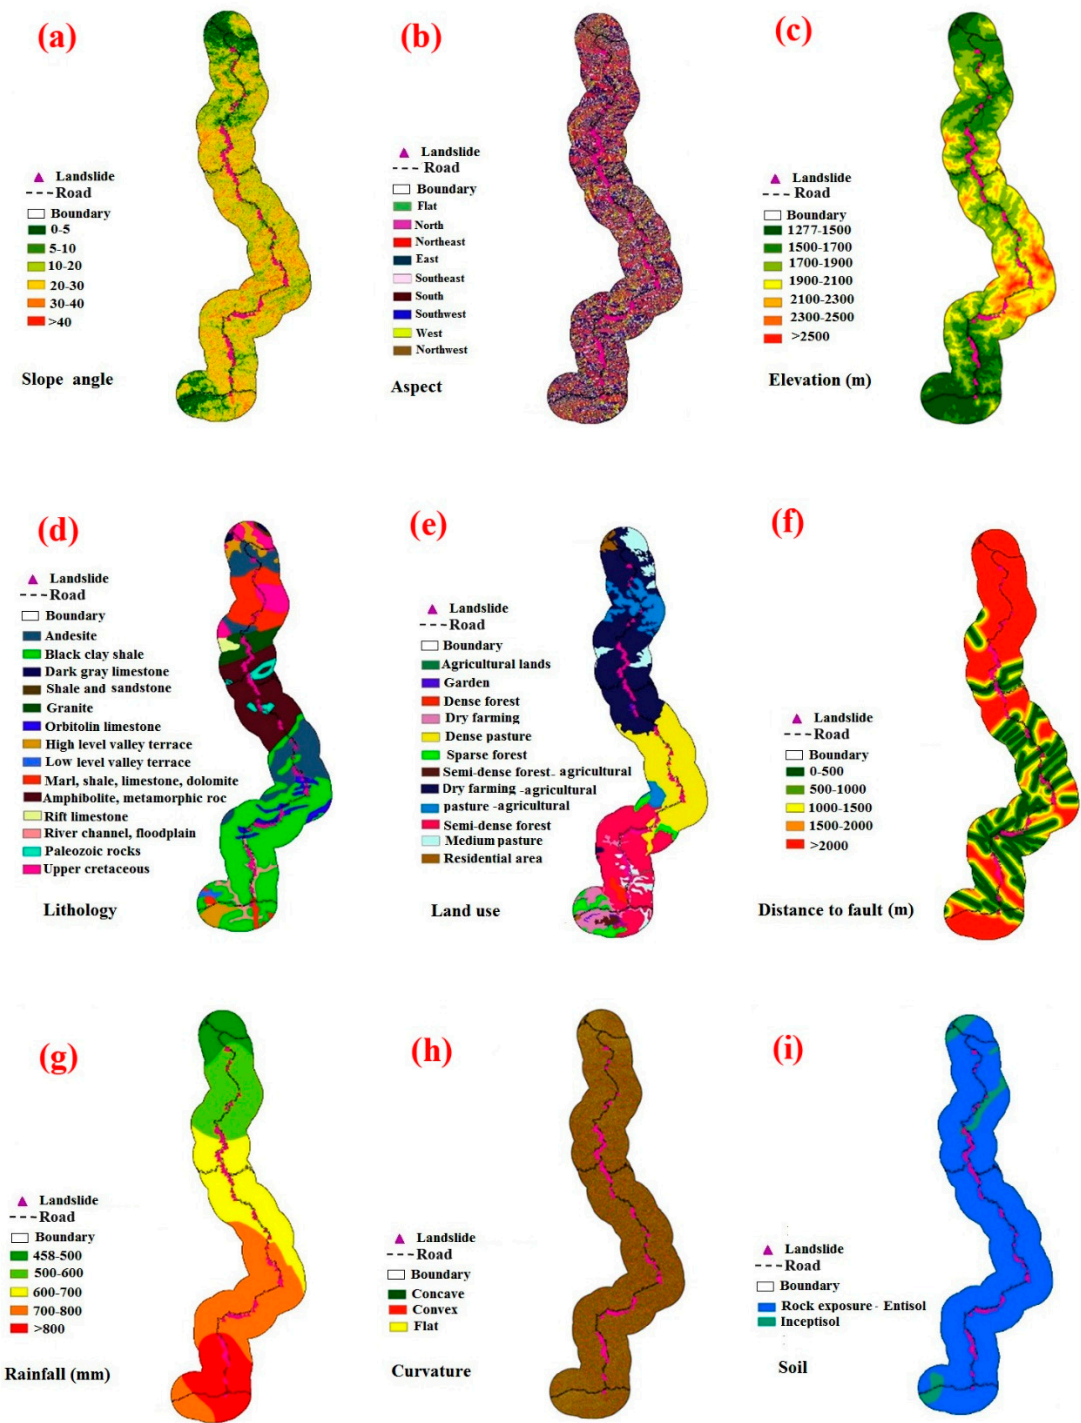 (a)
Landslide
Road
Boundary
0-5
5-10
10-20
20-30
30-40
>40
Slope angle
(b)
Landslide
Road
Boundary
Flat
North
Northeast
East
Southeast
South
Southwest
West
Northwest
Aspect
(c)
Landslide
Road
Boundary
1277-1500
1500-1700
1700-1900
1900-2100
2100-2300
2300-2500
>2500
Elevation (m)
(d)
Landslide
Road
Boundary
Andesite
Black clay shale
Dark gray limestone
Shale and sandstone
Granite
Orbitolin limestone
High level valley terrace
Low level valley terrace
Marl, shale, limestone, dolomite
Amphibolite, metamorphic roc
Rift limestone
River channel, floodplain
Paleozoic rocks
Upper cretaceous
Lithology
(e)
Landslide
Road
Boundary
Agricultural lands
Garden
Dense forest
Dry farming
Dense pasture
Sparse forest
Semi-dense forest- agricultural
Dry farming -agricultural
pasture -agricultural
Semi-dense forest
Medium pasture
Residential area
Land use
(f)
Landslide
Road
Boundary
0-500
500-1000
1000-1500
1500-2000
>2000
Distance to fault (m)
(g)
Landslide
Road
Boundary
458-500
500-600
600-700
700-800
>800
Rainfall (mm)
(h)
Landslide
Road
Boundary
Concave
Convex
Flat
Curvature
(i)
Landslide
Road
Boundary
Rock exposure - Entisol
Inceptisol
Soil